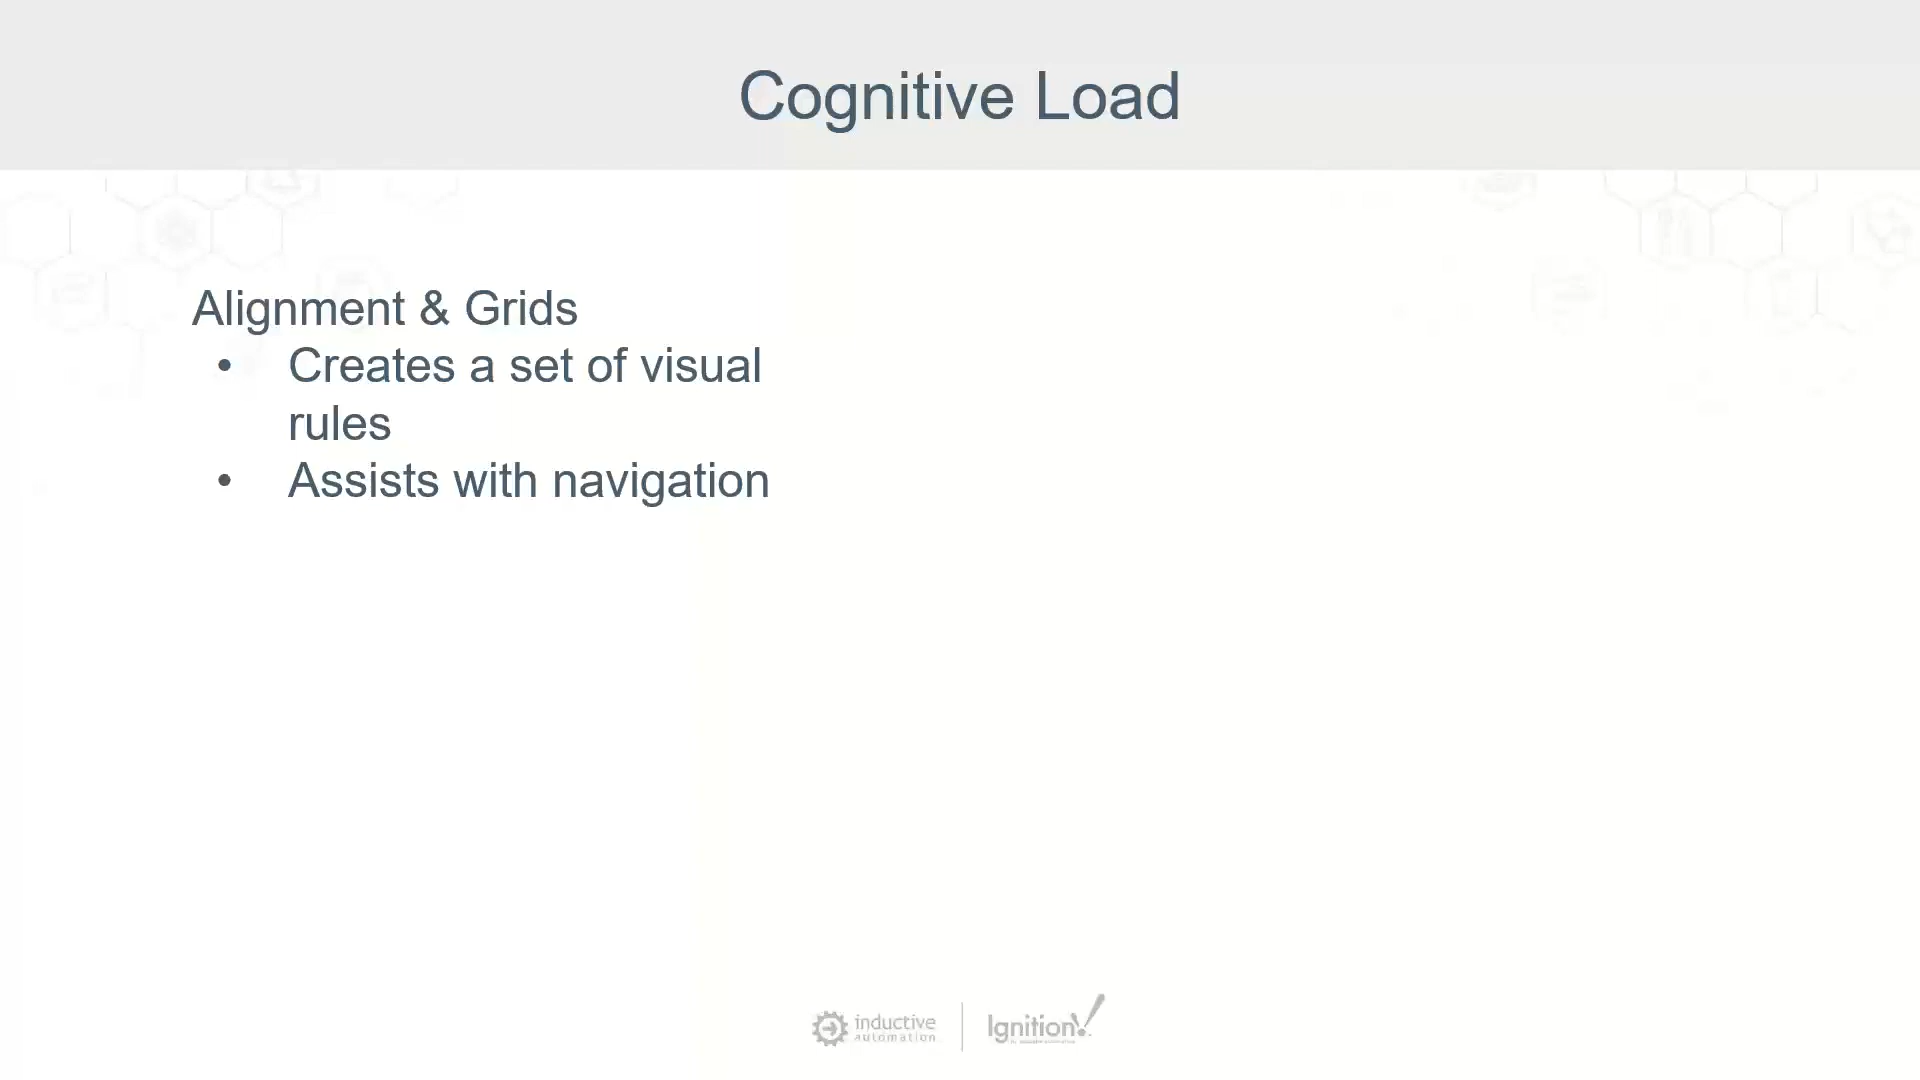 Cognitive Load
Alignment & Grids
• Creates a set of visual
rules
• Assists with navigation
inductive
automation
Ignition!